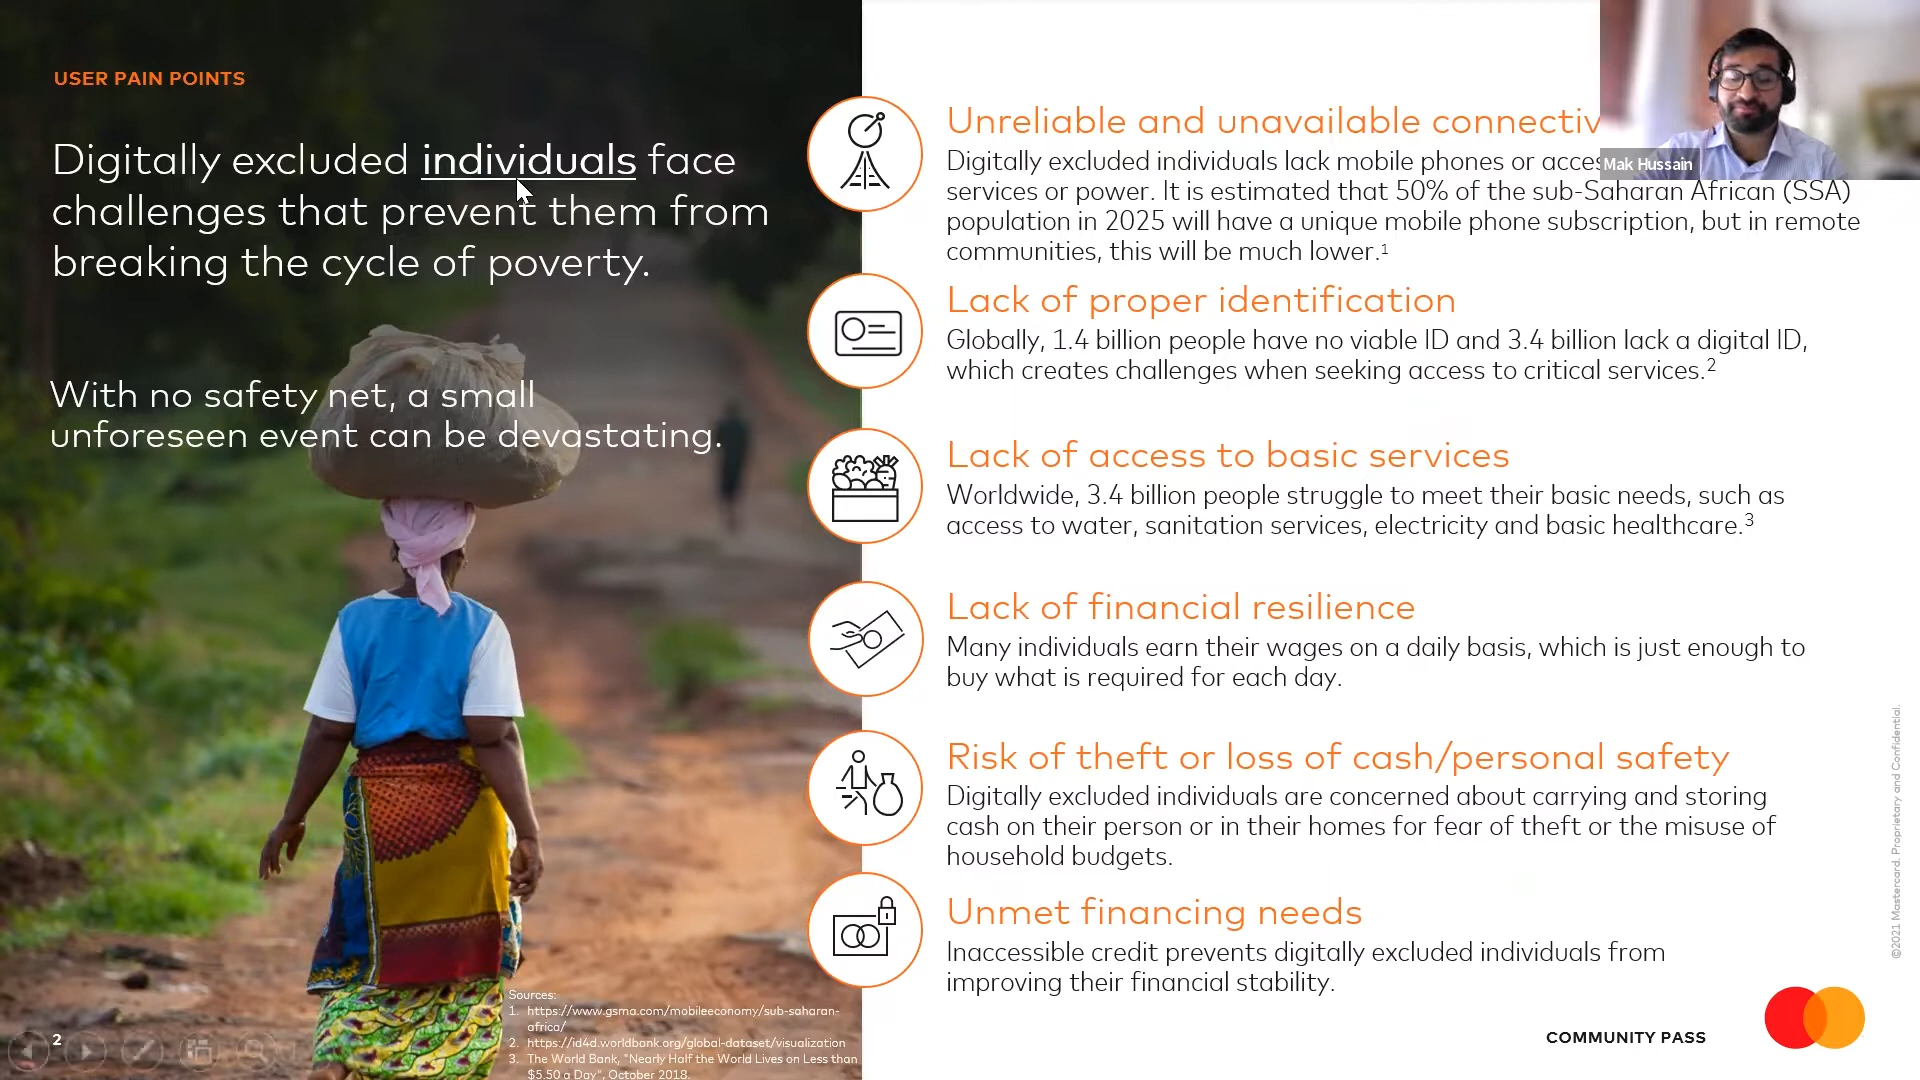 USER PAIN POINTS
Digitally excluded individuals face
challenges that prevent them from
breaking the cycle of poverty.
With no safety net, a small
unforeseen event can be devastating.
Unreliable and unavailable
Digitally excluded individuals lack mobile phones or
services or power. It is estimated that 50% of the sub-Saharan African (SSA)
population in 2025 will have a unique mobile phone subscription, but in remote
communities, this will be much lower.¹
Lack of proper identification
Globally, 1.4 billion people have no viable ID and 3.4 billion lack a digital ID,
which creates challenges when seeking access to critical services.²
Lack of access to basic services
Worldwide, 3.4 billion people struggle to meet their basic needs, such as
access to water, sanitation services, electricity and basic healthcare.³
Lack of financial resilience
Many individuals earn their wages on a daily basis, which is just enough to
buy what is required for each day.
Risk of theft or loss of cash/personal safety
Digitally excluded individuals are concerned about carrying and storing
cash on their person or in their homes for fear of theft or the misuse of
household budgets.
Unmet financing needs
Inaccessible credit prevents digitally excluded individuals from
improving their financial stability.
Mak Hussain
Sources:
1. https://www.gsma.com/mobileeconomy/sub-saharan-
africa/
2. https://id4d.worldbank.org/global-dataset/visualization
3. The World Bank, "Nearly Half the World Lives on Less than
$5.50 a Day", October 2018.
2
COMMUNITY PASS
©2021 Mastercard. Proprietary and Confidential.